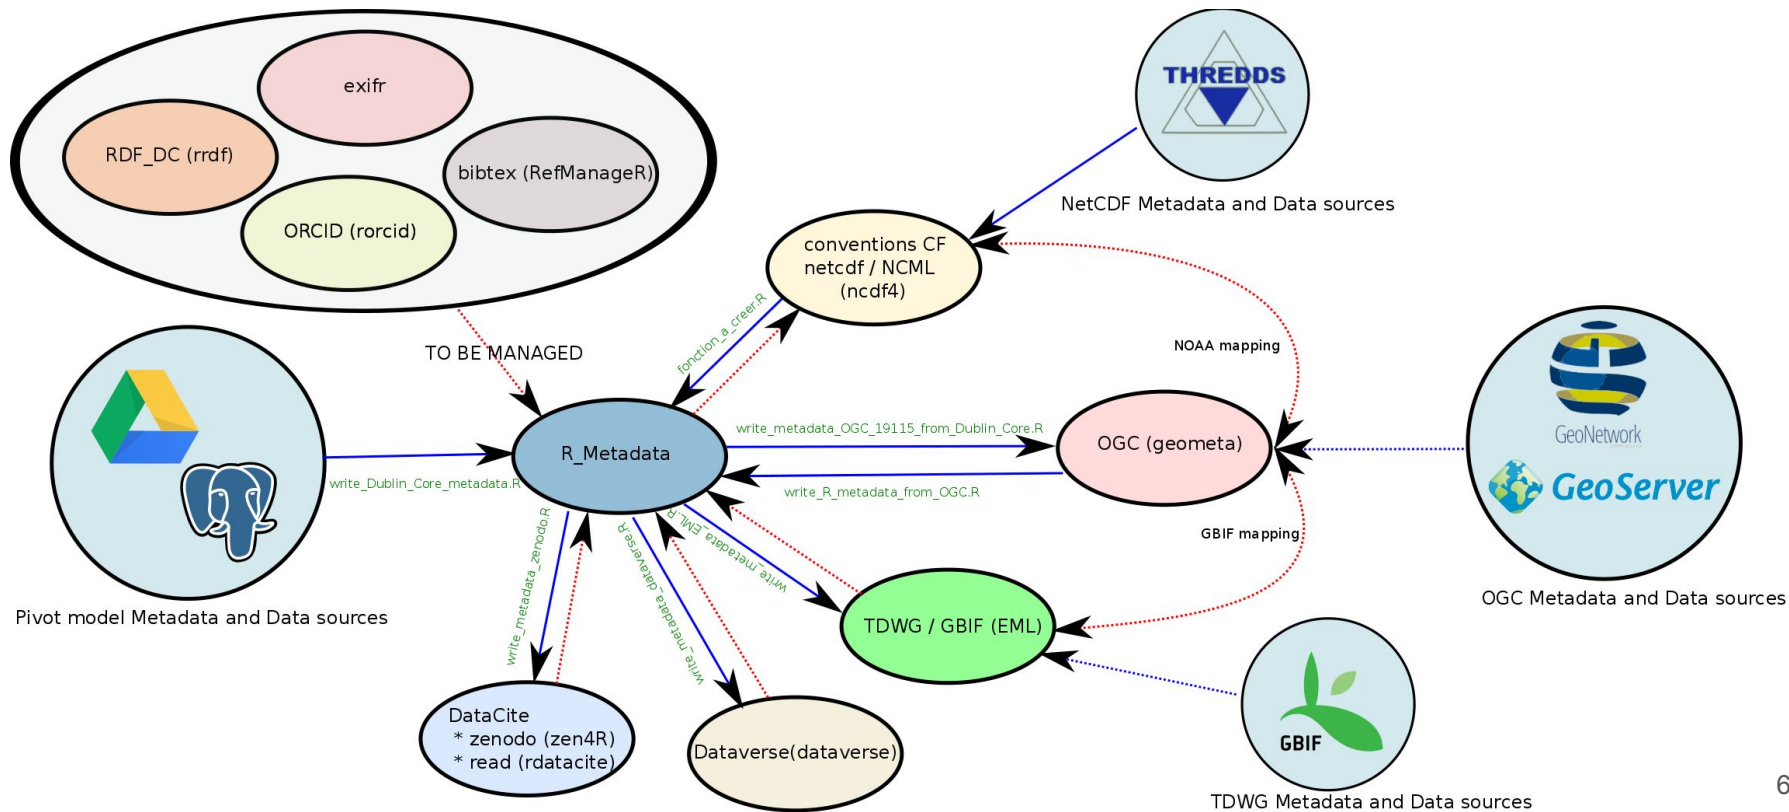 exifr
RDF_DC (rrdf)
bibtex (RefManageR)
ORCID (rorcid)
THREDDS
NetCDF Metadata and Data sources
conventions CF
netcdf / NCML
(ncdf4)
fonction_a_creer.R
TO BE MANAGED
NOAA mapping
GeoNetwork
GeoServer
OGC Metadata and Data sources
R_Metadata
write_metadata_OGC_19115_from_Dublin_Core.R
OGC (geometa)
write_R_metadata_from_OGC.R
write_Dublin_Core_metadata.R
Pivot model Metadata and Data sources
GBIF mapping
write_metadata_zenodo.R
write_metadata_dataverse.R
write_metadata_EML.R
TDWG / GBIF (EML)
DataCite
* zenodo (zen4R)
* read (rdatacite)
Dataverse(dataverse)
GBIF
TDWG Metadata and Data sources
6